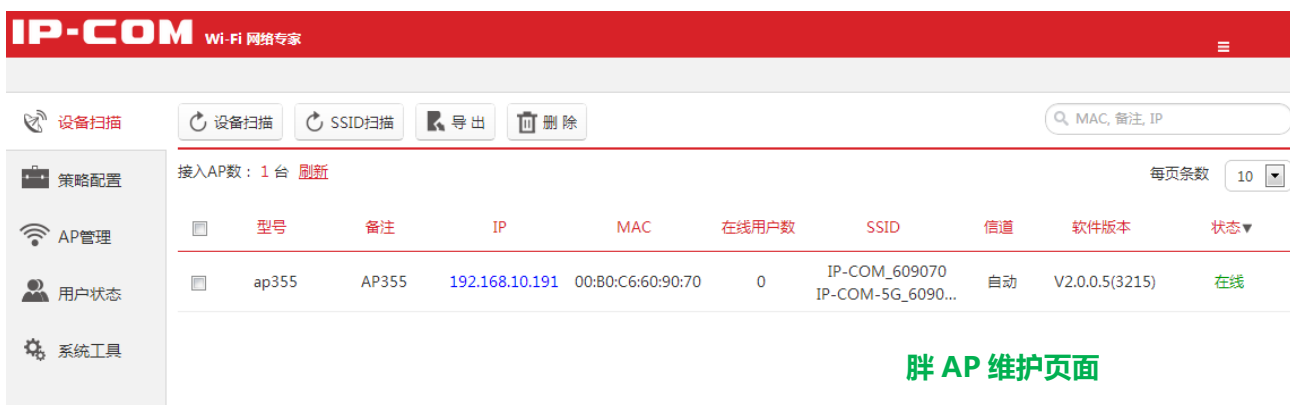 IP-COM Wi-Fi 网络专家
设备扫描 设备扫描 SSID扫描 导出 删除 MAC, 备注, IP
策略配置 接入AP数：1 台 刷新 每页条数 10
型号 备注 IP MAC 在线用户数 SSID 信道 软件版本 状态▼
AP管理
ap355 AP355 192.168.10.191 00:B0:C6:60:90:70 0 IP-COM_609070 自动 V2.0.0.5(3215) 在线
IP-COM-5G_6090...
用户状态
系统工具
胖 AP 维护页面